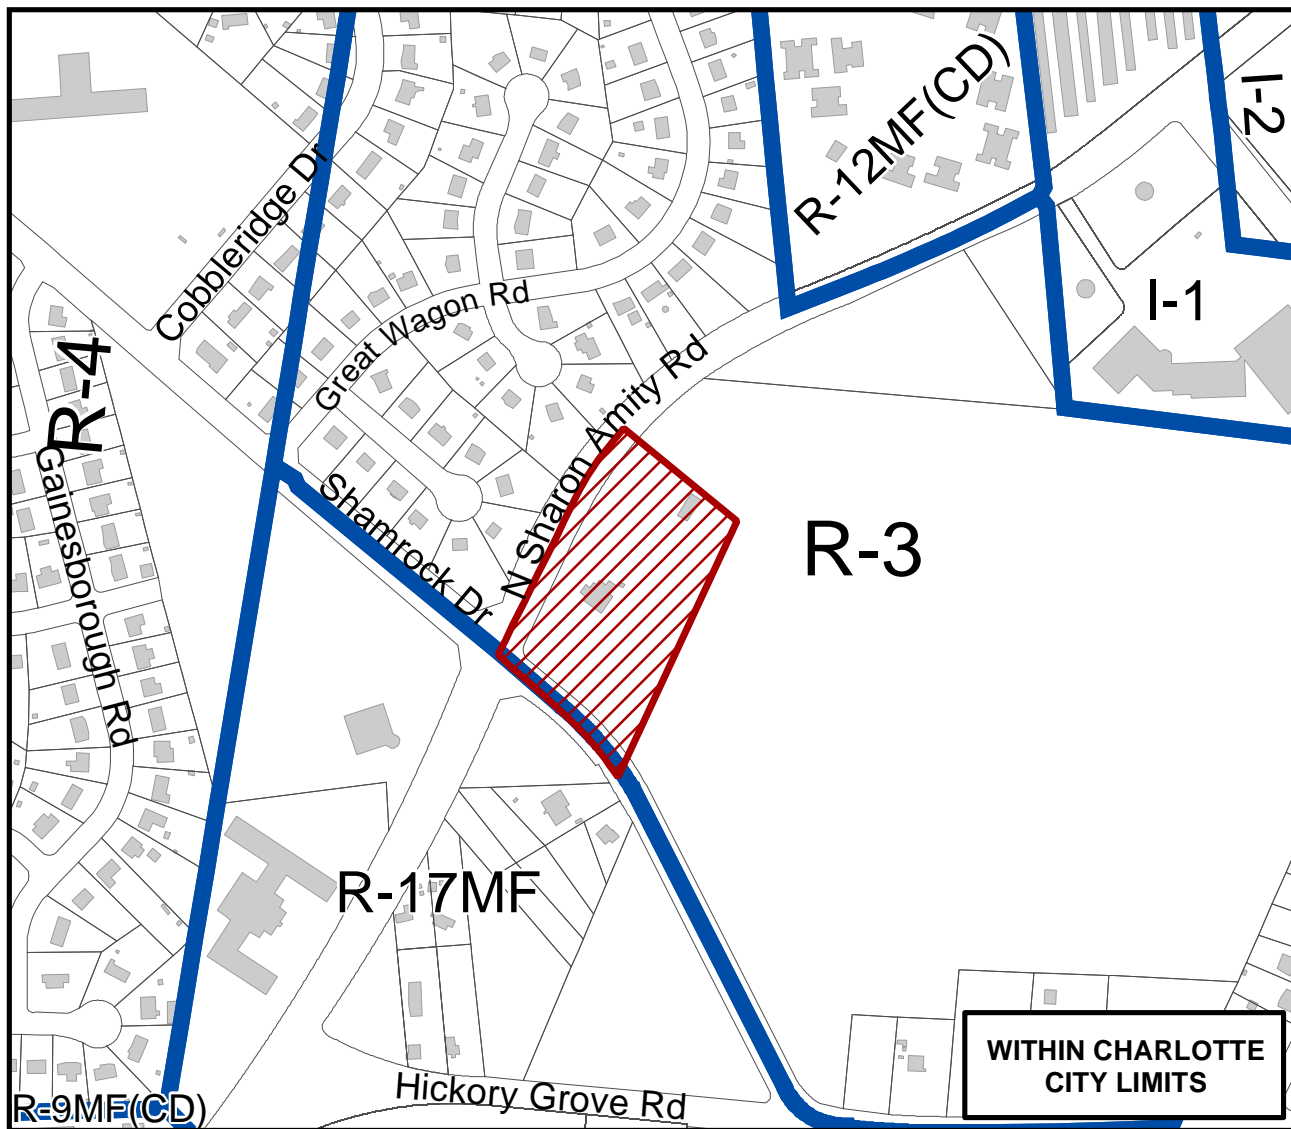 I-2
R-12MF(CD)
Cobbleridge Dr
Great Wagon Rd
I-1
R-4
N Sharon Amity Rd
Gainesborough Rd
Shamrock Dr
R-3
R-17MF
WITHIN CHARLOTTE
CITY LIMITS
Hickory Grove Rd
R-9MF(CD)